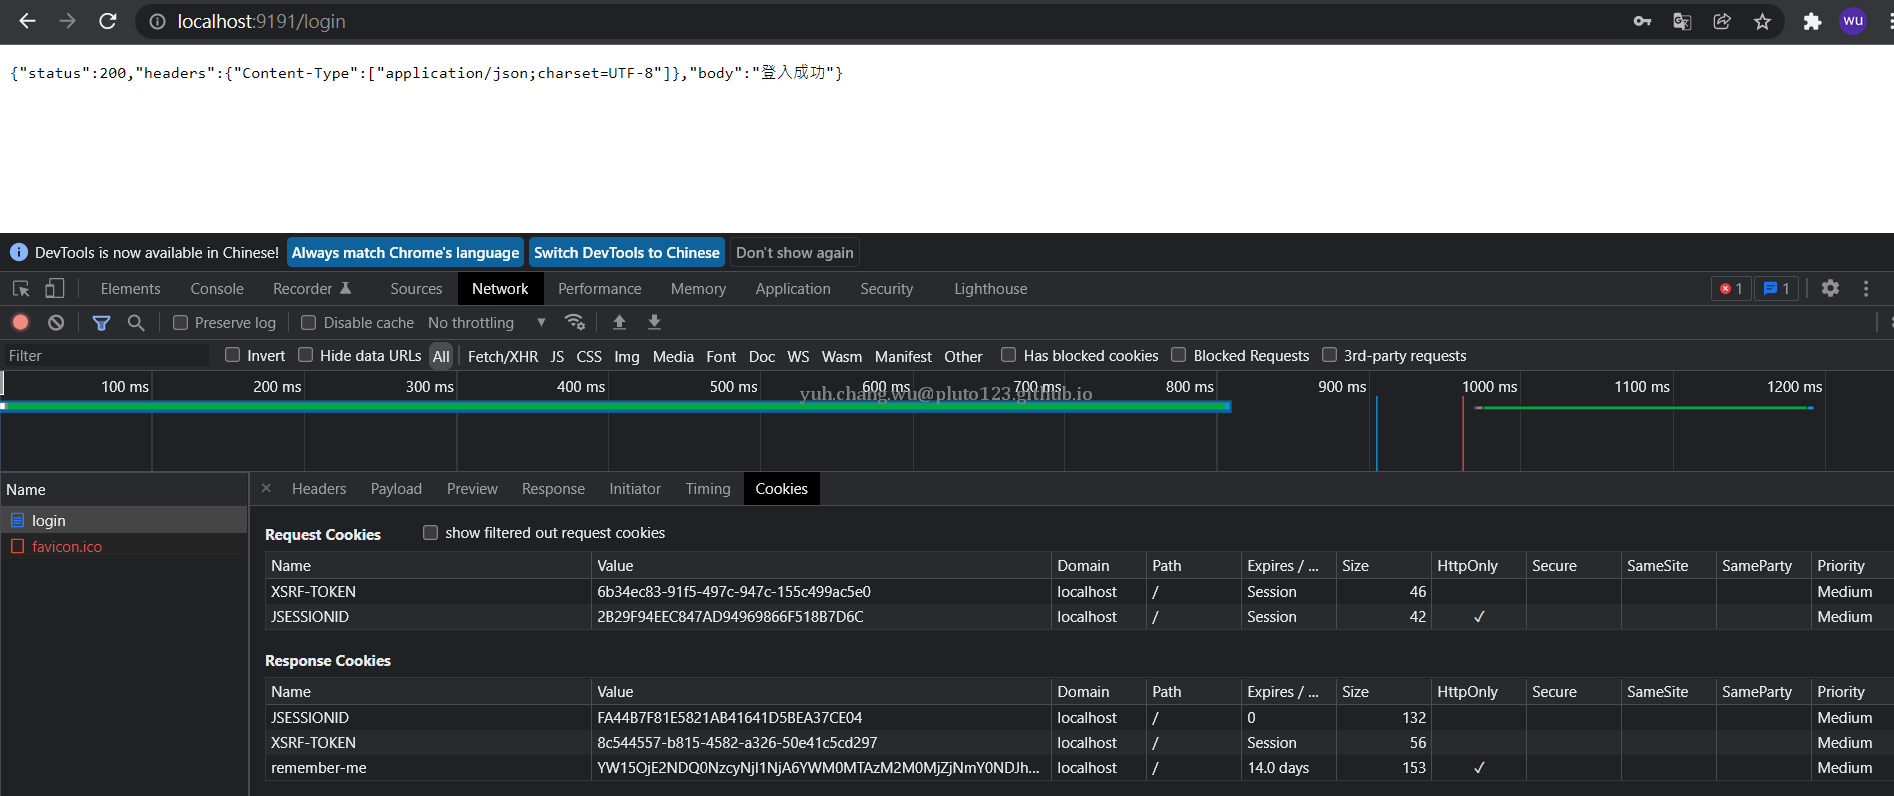 localhost:9191/login
wu
{"status":200,"headers":{"Content-Type":["application/json;charset=UTF-8"]},"body":"登入成功"}
DevTools is now available in Chinese! Always match Chrome's language Switch DevTools to Chinese Don't show again
Elements Console Recorder Sources Network Performance Memory Application Security Lighthouse 1 1
Preserve log Disable cache No throttling
Filter Invert Hide data URLs All Fetch/XHR JS CSS Img Media Font Doc WS Wasm Manifest Other Has blocked cookies Blocked Requests 3rd-party requests
100 ms 200 ms 300 ms 400 ms 500 ms 600 ms 700 ms 800 ms 900 ms 1000 ms 1100 ms 1200 ms
yuh.chang.wu@pluto123.github.io
Name Headers Payload Preview Response Initiator Timing Cookies
login
favicon.ico
Request Cookies show filtered out request cookies
Name Value Domain Path Expires / ... Size HttpOnly Secure SameSite SameParty Priority
XSRF-TOKEN 6b34ec83-91f5-497c-947c-155c499ac5e0 localhost / Session 46 Medium
JSESSIONID 2B29F94EEC847AD94969866F518B7D6C localhost / Session 42 ✓ Medium
Response Cookies
Name Value Domain Path Expires / ... Size HttpOnly Secure SameSite SameParty Priority
JSESSIONID FA44B7F81E5821AB41641D5BEA37CE04 localhost / 0 132 Medium
XSRF-TOKEN 8c544557-b815-4582-a326-50e41c5cd297 localhost / Session 56 Medium
remember-me localhost / 14.0 days 153 ✓ Medium